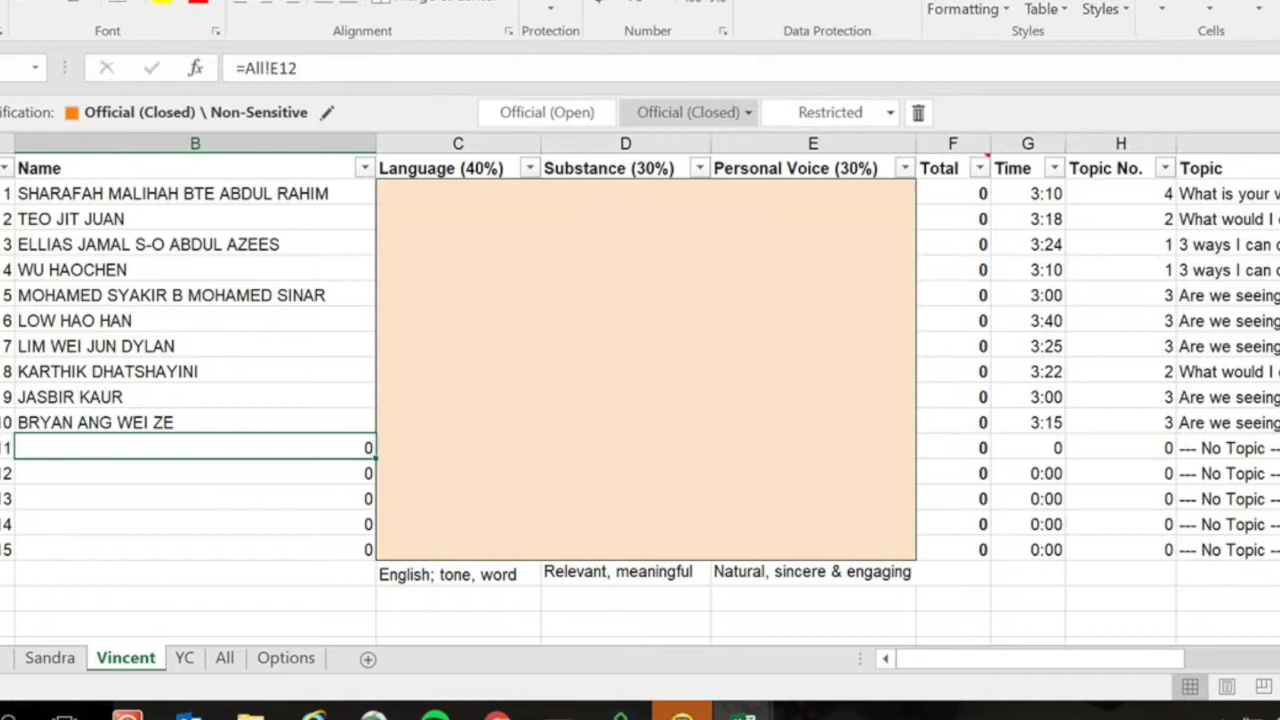 Formatting Table Styles
Font Alignment Protection Number Data Protection Styles Cells
fx =All!E12
ification: Official (Closed) \ Non-Sensitive Official (Open) Official (Closed) Restricted
B C D E F G H
Name Language (40%) Substance (30%) Personal Voice (30%) Total Time Topic No. Topic
1 SHARAFAH MALIHAH BTE ABDUL RAHIM 0 3:10 4 What is your v
2 TEO JIT JUAN 0 3:18 2 What would I
3 ELLIAS JAMAL S-O ABDUL AZEES 0 3:24 1 3 ways I can
4 WU HAOCHEN 0 3:10 1 3 ways I can
5 MOHAMED SYAKIR B MOHAMED SINAR 0 3:00 3 Are we seeing
6 LOW HAO HAN 0 3:40 3 Are we seeing
7 LIM WEI JUN DYLAN 0 3:25 3 Are we seeing
8 KARTHIK DHATSHAYINI 0 3:22 2 What would I
9 JASBIR KAUR 0 3:00 3 Are we seeing
10 BRYAN ANG WEI ZE 0 3:15 3 Are we seeing
11 0 0 0 0 --- No Topic --
12 0 0 0:00 0 --- No Topic --
13 0 0 0:00 0 --- No Topic --
14 0 0 0:00 0 --- No Topic --
15 0 0 0:00 0 --- No Topic --
English; tone, word Relevant, meaningful Natural, sincere & engaging
Sandra Vincent YC All Options